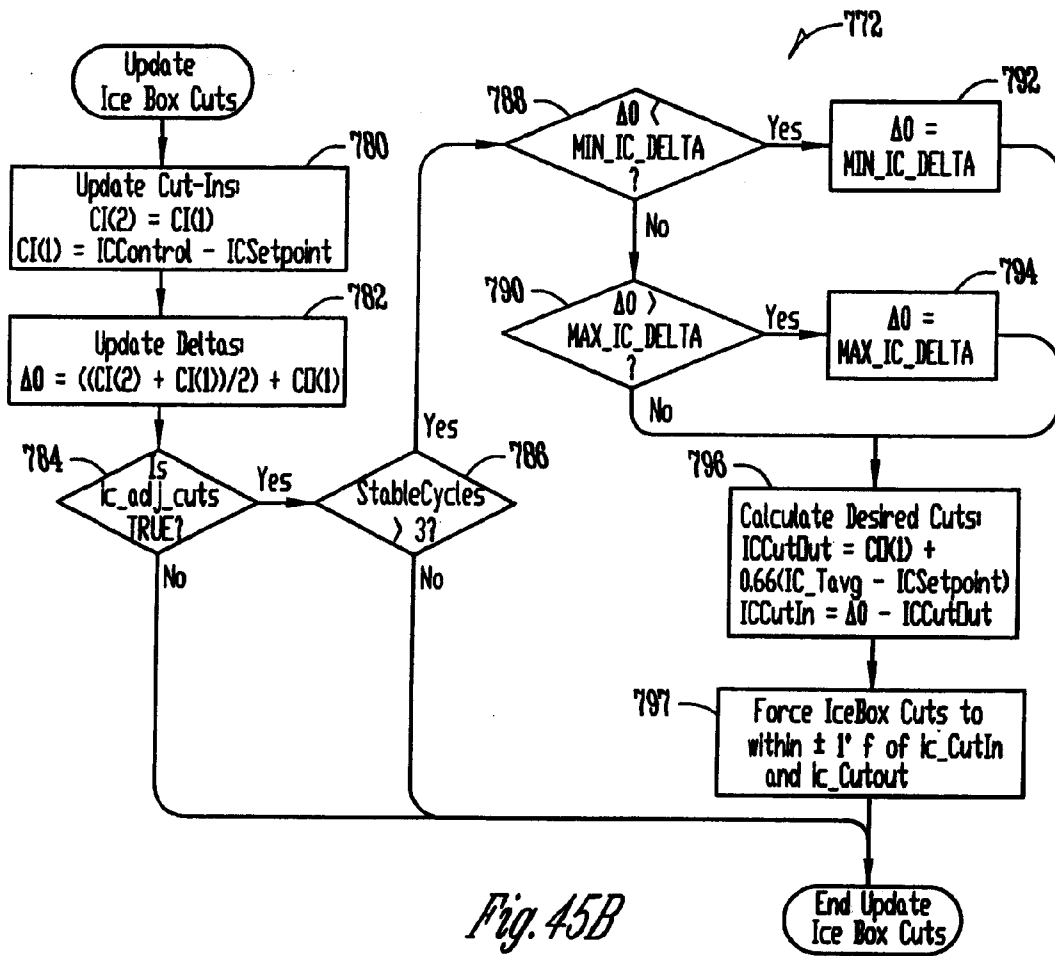 772
Update
Ice Box Cuts
780
Update Cut-Ins:
CI(2) = CI(1)
CI(1) = ICControl - ICSetpoint
782
Update Deltas:
Δ0 = ((CI(2) + CI(1))/2) + CO(1)
784
Is
ic_adj_cuts
TRUE?
Yes
No
786
StableCycles
> 3?
Yes
No
788
Δ0 <
MIN_IC_DELTA
?
Yes
No
792
Δ0 =
MIN_IC_DELTA
790
Δ0 >
MAX_IC_DELTA
?
Yes
No
794
Δ0 =
MAX_IC_DELTA
796
Calculate Desired Cuts:
ICCutOut = CO(1) +
0.66(IC_Tavg - ICSetpoint)
ICCutIn = Δ0 - ICCutOut
797
Force IceBox Cuts to
within ± 1° f of ic_CutIn
and ic_Cutout
End Update
Ice Box Cuts
Fig. 45B